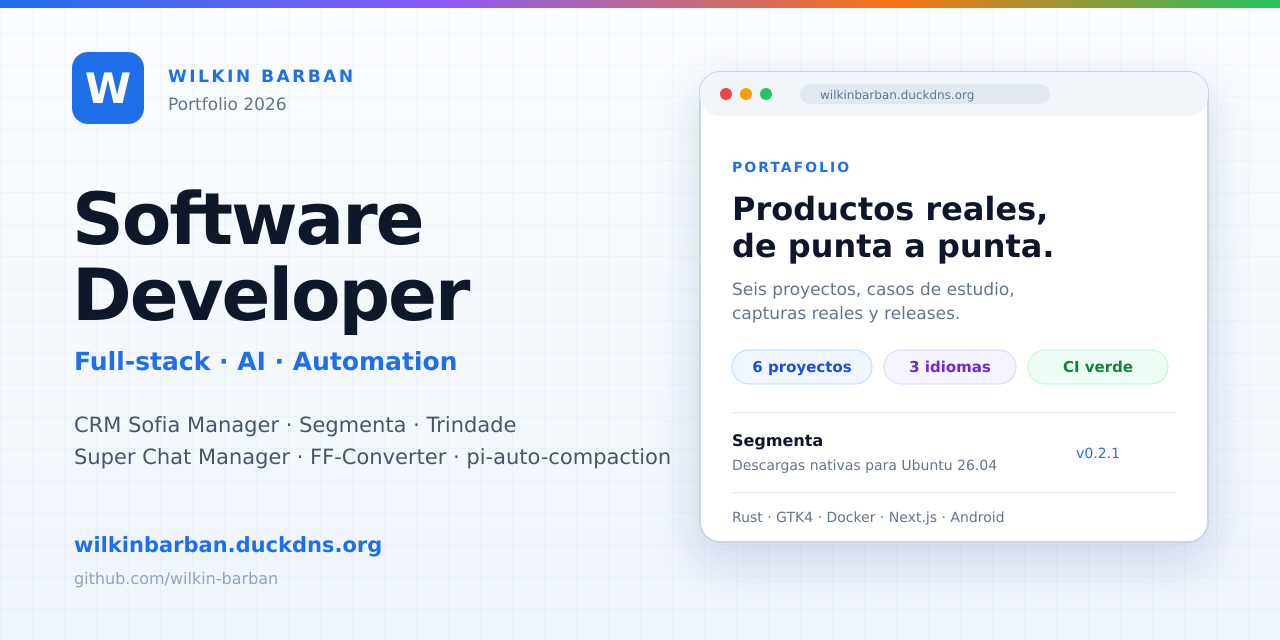 W
WILKIN BARBAN
Portfolio 2026
Software
Developer
Full-stack · AI · Automation
CRM Sofia Manager · Segmenta · Trindade
Super Chat Manager · FF-Converter · pi-auto-compaction
wilkinbarban.duckdns.org
github.com/wilkin-barban
wilkinbarban.duckdns.org
PORTAFOLIO
Productos reales,
de punta a punta.
Seis proyectos, casos de estudio,
capturas reales y releases.
6 proyectos
3 idiomas
CI verde
Segmenta
Descargas nativas para Ubuntu 26.04
v0.2.1
Rust · GTK4 · Docker · Next.js · Android